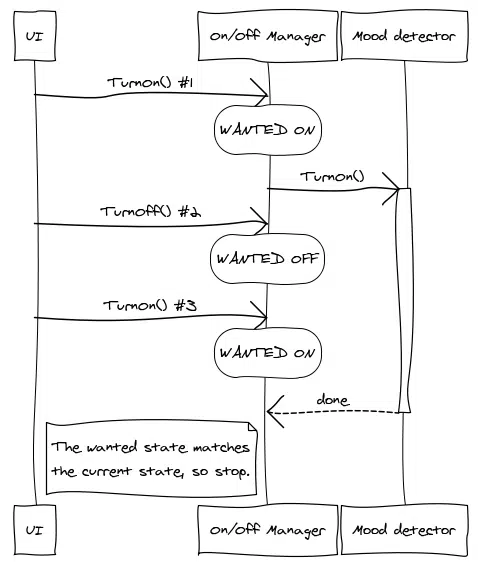 UI
On/Off Manager
Mood detector
Turnon() #1
WANTED ON
Turnon()
Turnoff() #2
WANTED OFF
Turnon() #3
WANTED ON
done
The wanted state matches
the current state, so stop.
UI
On/Off Manager
Mood detector